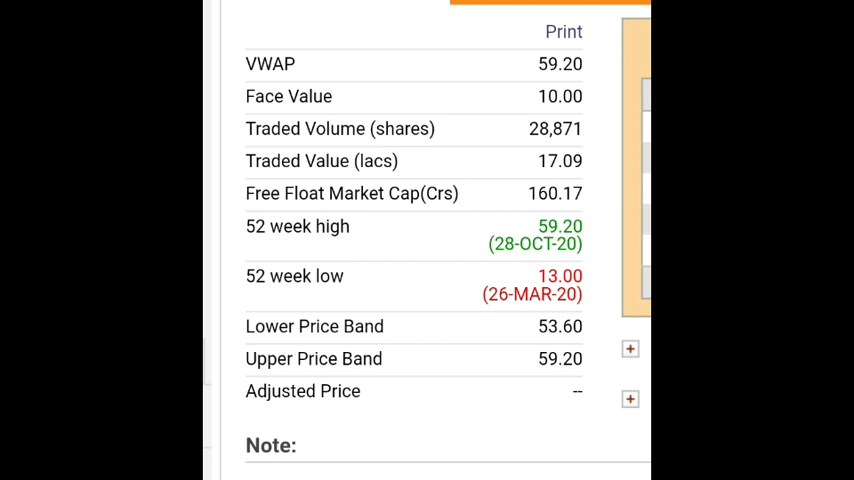 Print
VWAP 59.20
Face Value 10.00
Traded Volume (shares) 28,871
Traded Value (lacs) 17.09
Free Float Market Cap(Crs) 160.17
52 week high 59.20
(28-OCT-20)
52 week low 13.00
(26-MAR-20)
Lower Price Band 53.60
Upper Price Band 59.20
Adjusted Price --
Note: